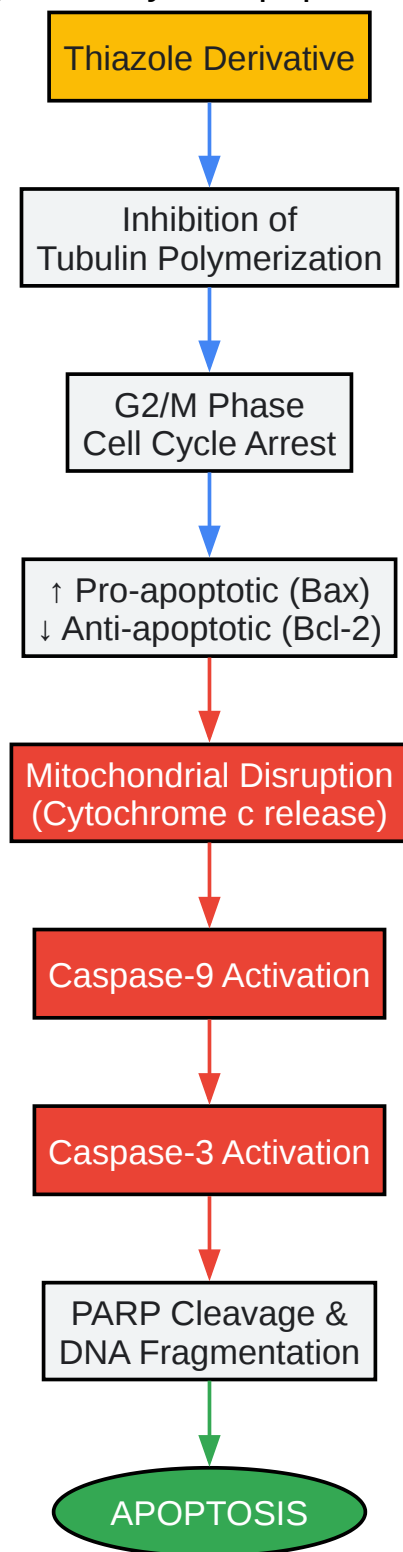 Thiazole Derivative
Inhibition of
Tubulin Polymerization
G2/M Phase
Cell Cycle Arrest
↑ Pro-apoptotic (Bax)
↓ Anti-apoptotic (Bcl-2)
Mitochondrial Disruption
(Cytochrome c release)
Caspase-9 Activation
Caspase-3 Activation
PARP Cleavage &
DNA Fragmentation
APOPTOSIS